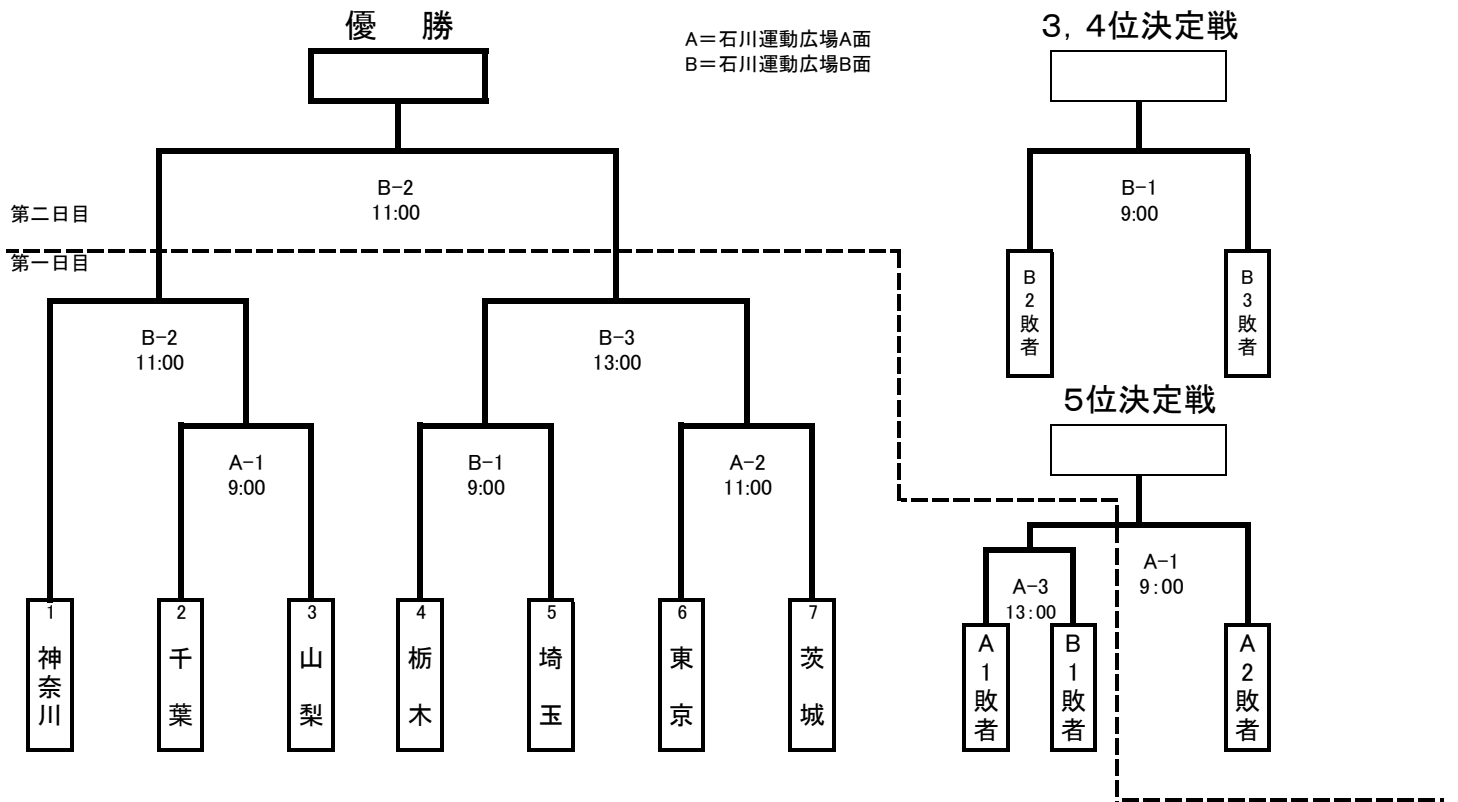 優 勝
A＝石川運動広場A面
B＝石川運動広場B面
3，4位決定戦
B−2
11:00
B−1
9:00
第二日目
第一日目
B2敗者
B3敗者
B−2
11:00
B−3
13:00
5位決定戦
A−1
9:00
B−1
9:00
A−2
11:00
A−1
9：00
A−3
13：00
1 神奈川
2 千葉
3 山梨
4 栃木
5 埼玉
6 東京
7 茨城
A1敗者
B1敗者
A2敗者